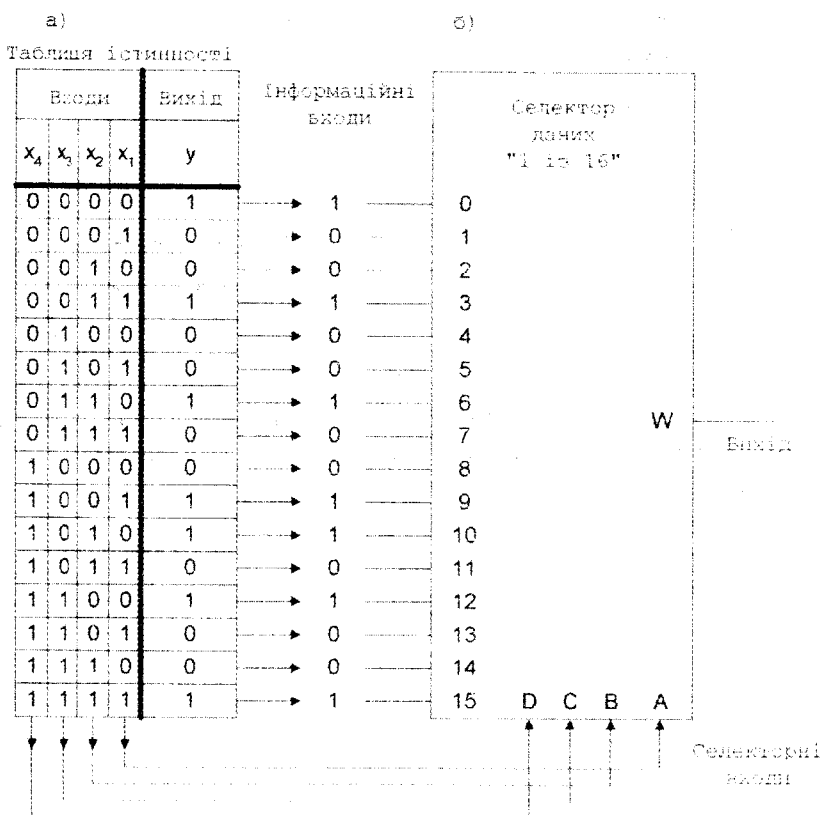 а) б)
Таблиця істинності
Входи Вихід Інформаційні входи Селектор даних "1 із 16"
x4 x3 x2 x1 y
0 0 0 0 1 1 0
0 0 0 1 0 0 1
0 0 1 0 0 0 2
0 0 1 1 1 1 3
0 1 0 0 0 0 4
0 1 0 1 0 0 5
0 1 1 0 1 1 6
W
0 1 1 1 0 0 7
Вихід
1 0 0 0 0 0 8
1 0 0 1 1 1 9
1 0 1 0 1 1 10
1 0 1 1 0 0 11
1 1 0 0 1 1 12
1 1 0 1 0 0 13
1 1 1 0 0 0 14
1 1 1 1 1 1 15 D C B A
Селекторні
входи